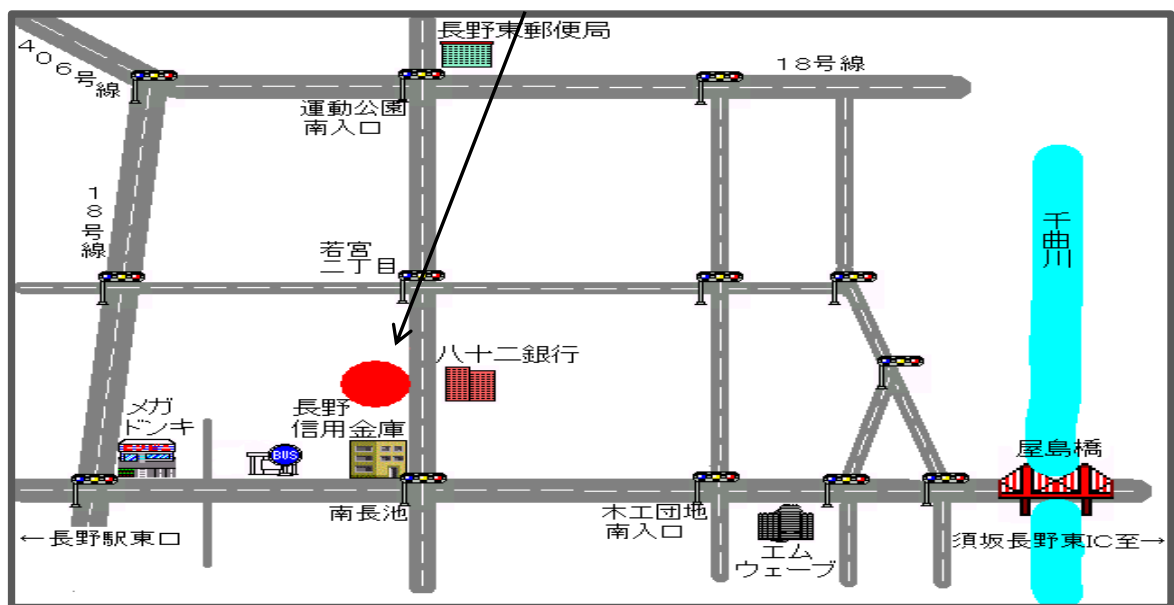 長野東郵便局
406号線
18号線
運動公園
南入口
18号線
千曲川
若宮
二丁目
八十二銀行
メガ
ドンキ
長野
信用金庫
BUS
屋島橋
←長野駅東口
南長池
木工団地
南入口
エム
ウェーブ
須坂長野東IC至→